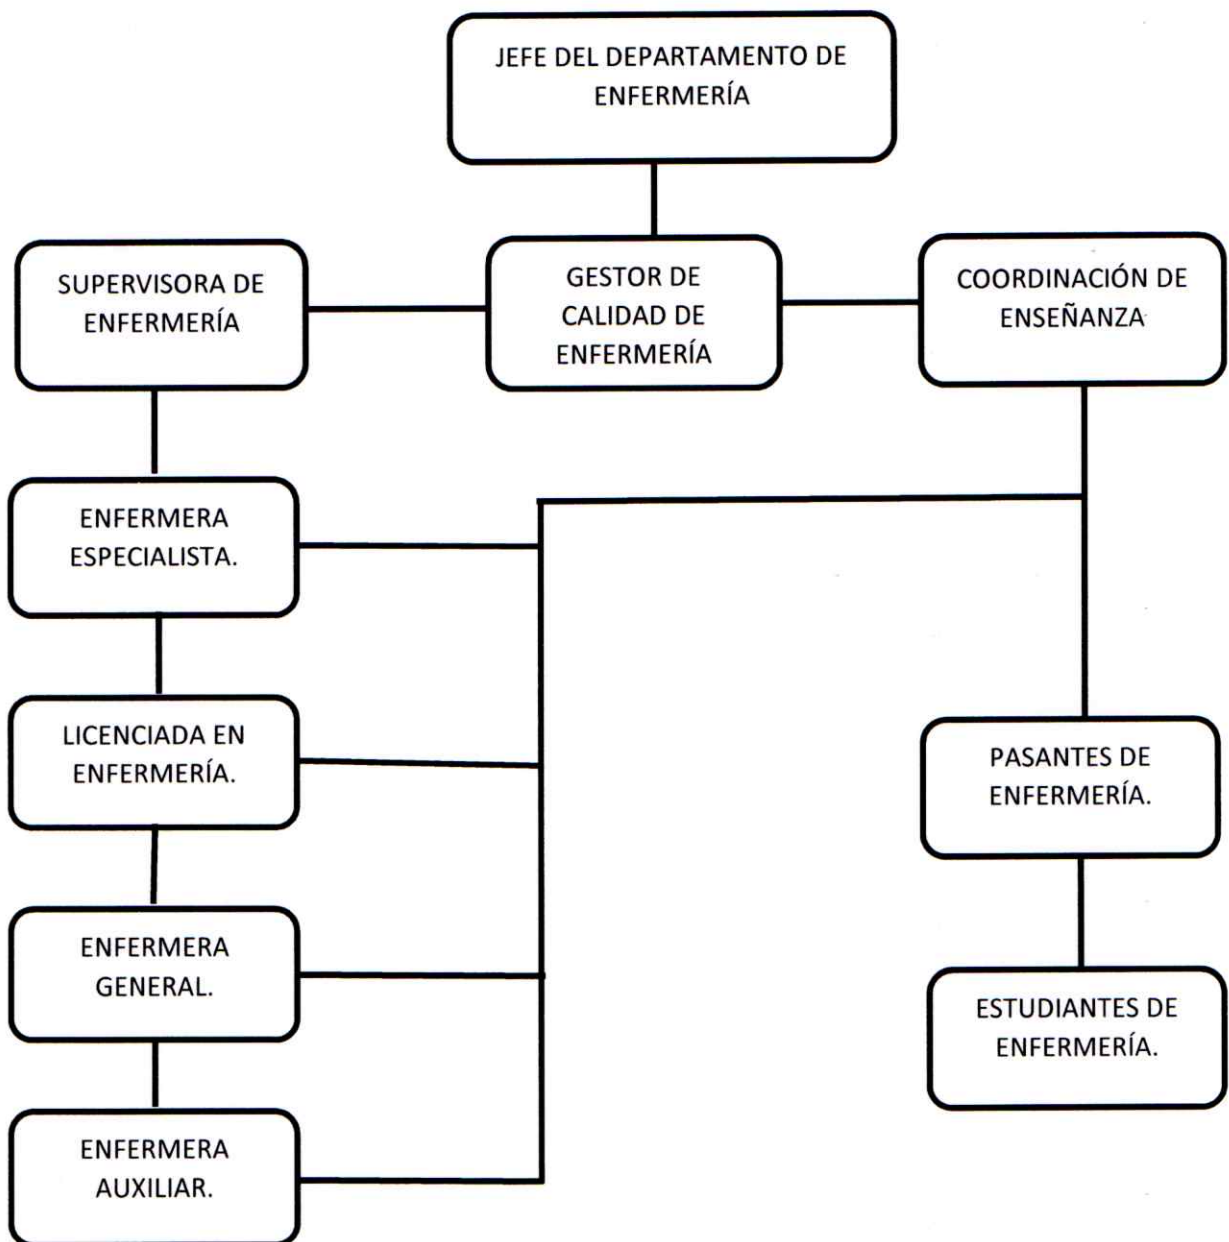 JEFE DEL DEPARTAMENTO DE
ENFERMERÍA
SUPERVISORA DE
ENFERMERÍA
GESTOR DE
CALIDAD DE
ENFERMERÍA
COORDINACIÓN DE
ENSEÑANZA
ENFERMERA
ESPECIALISTA.
LICENCIADA EN
ENFERMERÍA.
PASANTES DE
ENFERMERÍA.
ENFERMERA
GENERAL.
ESTUDIANTES DE
ENFERMERÍA.
ENFERMERA
AUXILIAR.